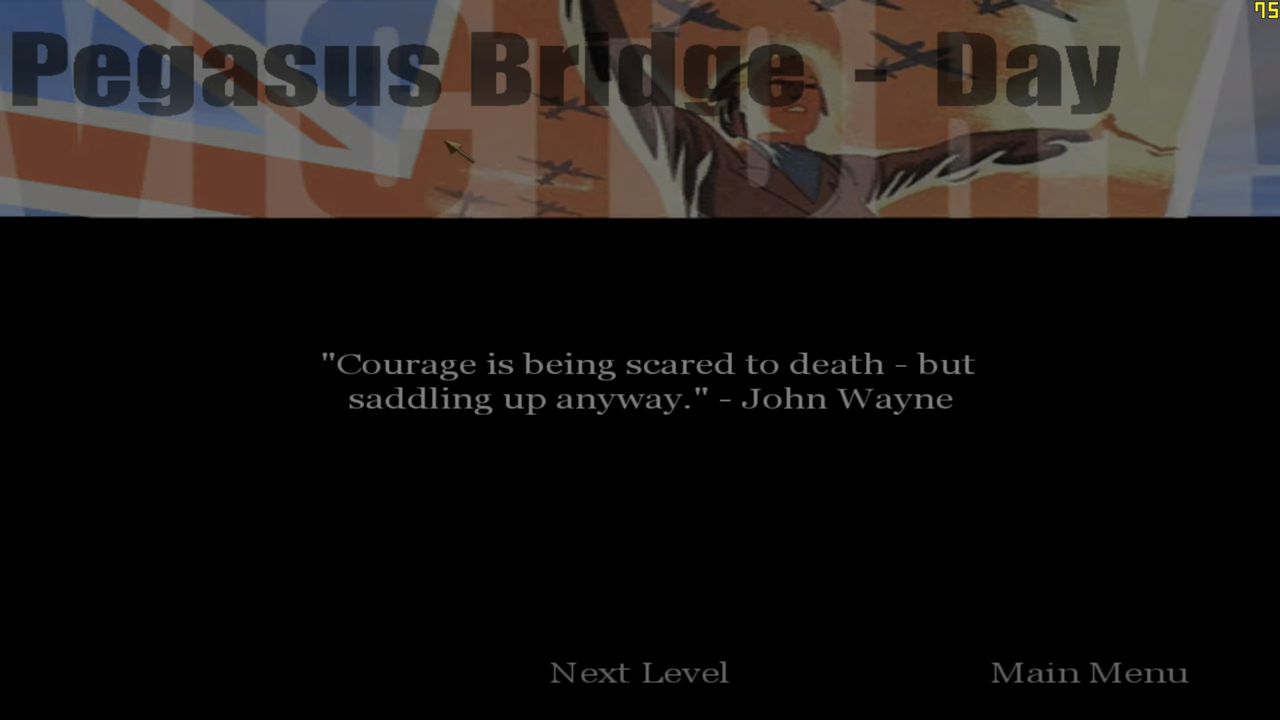 75
Pegasus Bridge - Day
"Courage is being scared to death - but
saddling up anyway." - John Wayne
Next Level
Main Menu